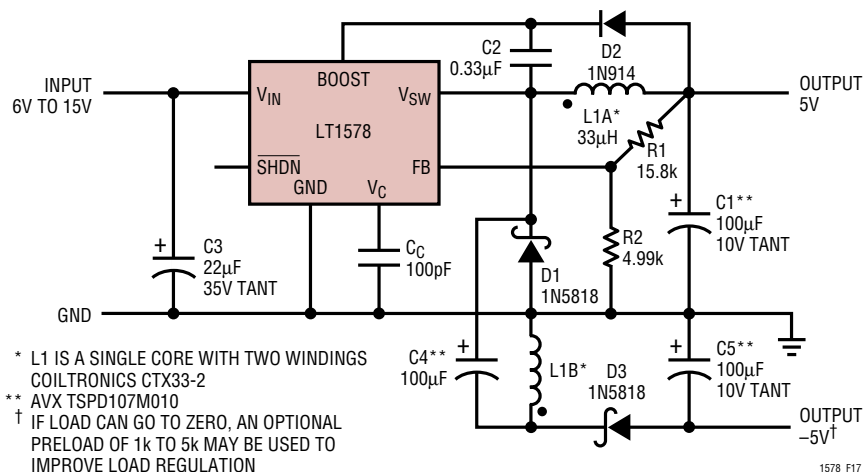 INPUT
6V TO 15V
BOOST
VIN
LT1578
VSW
SHDN
FB
GND
VC
C2
0.33µF
D2
1N914
L1A*
33µH
OUTPUT
5V
R1
15.8k
+
C1**
100µF
10V TANT
R2
4.99k
D1
1N5818
+
C3
22µF
35V TANT
CC
100pF
GND
+
C4**
100µF
L1B*
D3
1N5818
+
C5**
100µF
10V TANT
OUTPUT
–5V†
* L1 IS A SINGLE CORE WITH TWO WINDINGS
COILTRONICS CTX33-2
** AVX TSPD107M010
† IF LOAD CAN GO TO ZERO, AN OPTIONAL
PRELOAD OF 1k TO 5k MAY BE USED TO
IMPROVE LOAD REGULATION
1578 F17